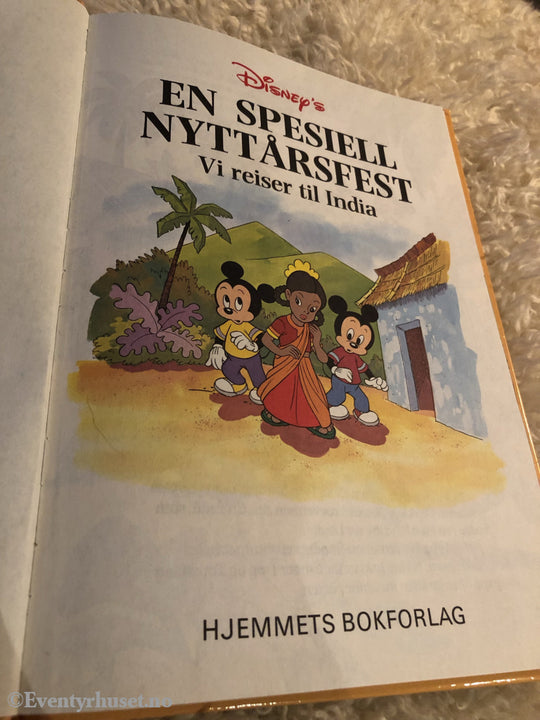 Disney's
EN SPESIELL
NYTTÅRSFEST
Vi reiser til India
HJEMMETS BOKFORLAG
©Eventyrhuset.no